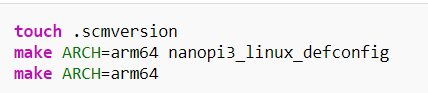 touch .scmversion
make ARCH=arm64 nanopi3_linux_defconfig
make ARCH=arm64